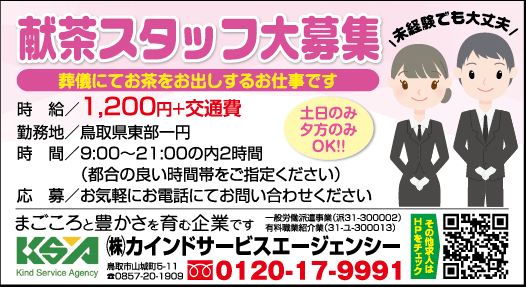 献茶スタッフ大募集
未経験でも大丈夫
葬儀にてお茶をお出しするお仕事です
時　給／1,200円+交通費
勤務地／鳥取県東部一円
時　間／9:00～21:00の内2時間
（都合の良い時間帯をご指定ください）
応　募／お気軽にお電話にてお問い合わせください
土日のみ
夕方のみ
OK!!
まごころと豊かさを育む企業です
一般労働派遣事業（派31-300002）
有料職業紹介業（31-ユ-300013）
KSA
Kind Service Agency
㈱カインドサービスエージェンシー
鳥取市山城町5-11
☎0857-20-1909
0120-17-9991
その他求人は
HPをチェック